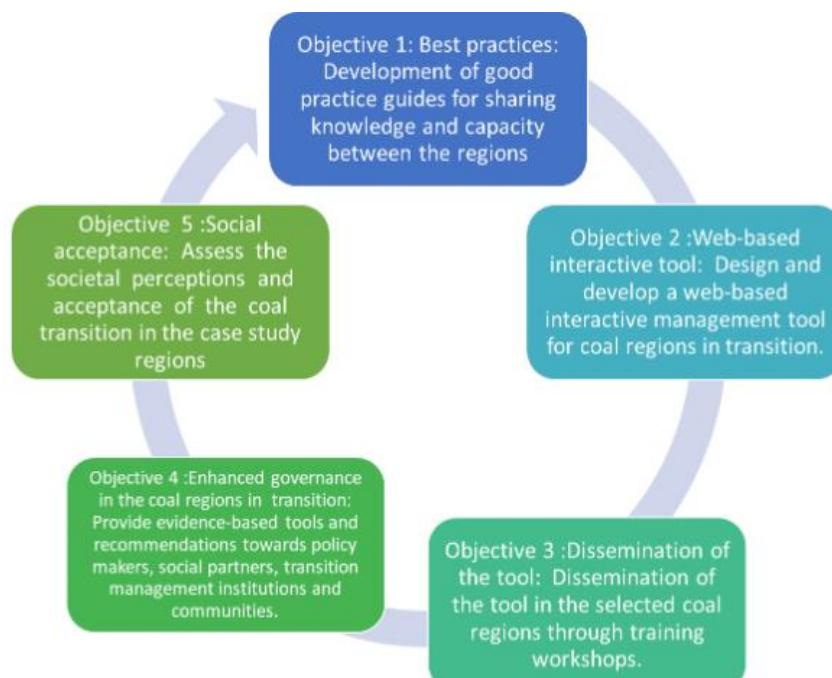 Objective 1: Best practices:
Development of good
practice guides for sharing
knowledge and capacity
between the regions
Objective 2 :Web-based
interactive tool: Design and
develop a web-based
interactive management tool
for coal regions in transition.
Objective 3 :Dissemination of
the tool: Dissemination of
the tool in the selected coal
regions through training
workshops.
Objective 4 :Enhanced governance
in the coal regions in transition:
Provide evidence-based tools and
recommendations towards policy
makers, social partners, transition
management institutions and
communities.
Objective 5 :Social
acceptance: Assess the
societal perceptions and
acceptance of the coal
transition in the case study
regions